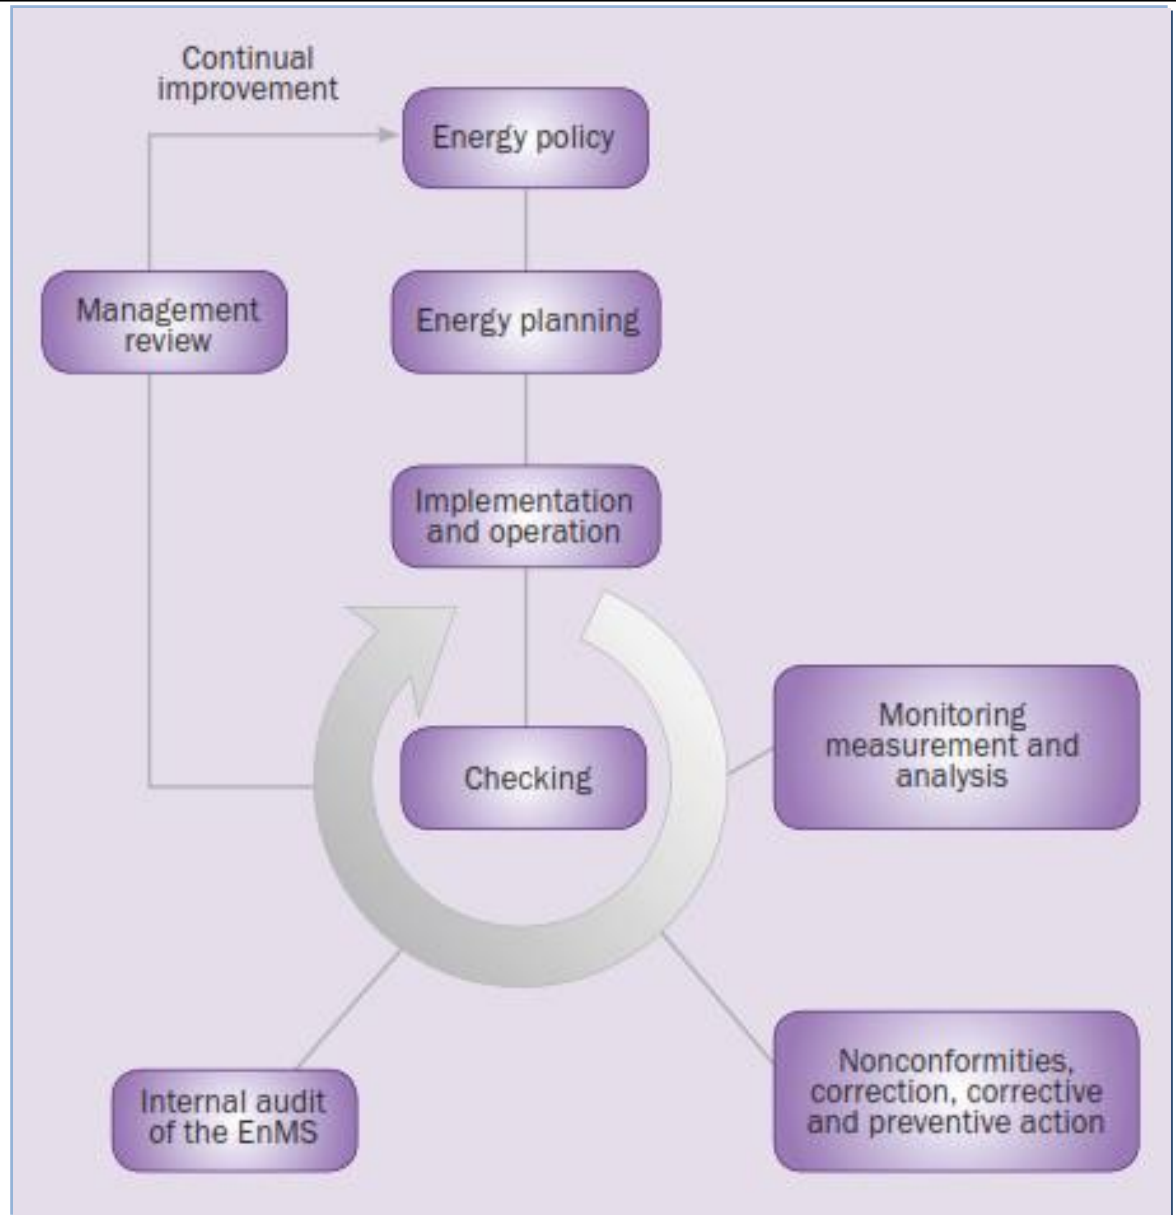 Continual
improvement
Energy policy
Management
review
Energy planning
Implementation
and operation
Checking
Monitoring
measurement and
analysis
Internal audit
of the EnMS
Nonconformities,
correction, corrective
and preventive action